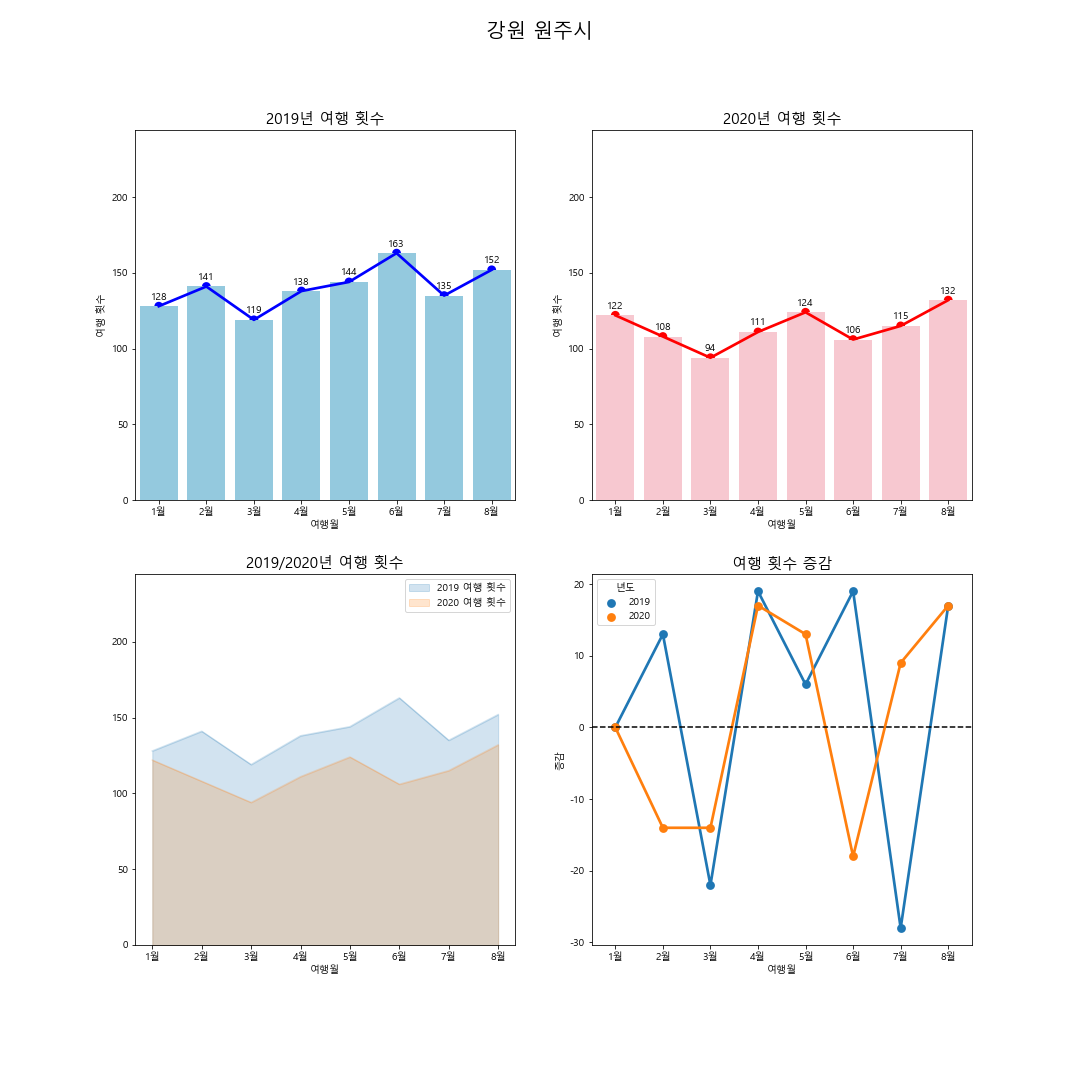 강원 원주시
2019년 여행 횟수
여행 횟수
200
150
100
50
0
128
141
119
138
144
163
135
152
1월 2월 3월 4월 5월 6월 7월 8월
여행월
2020년 여행 횟수
여행 횟수
200
150
100
50
0
122
108
94
111
124
106
115
132
1월 2월 3월 4월 5월 6월 7월 8월
여행월
2019/2020년 여행 횟수
2019 여행 횟수
2020 여행 횟수
200
150
100
50
0
1월 2월 3월 4월 5월 6월 7월 8월
여행월
여행 횟수 증감
년도
2019
2020
증감
20
10
0
-10
-20
-30
1월 2월 3월 4월 5월 6월 7월 8월
여행월